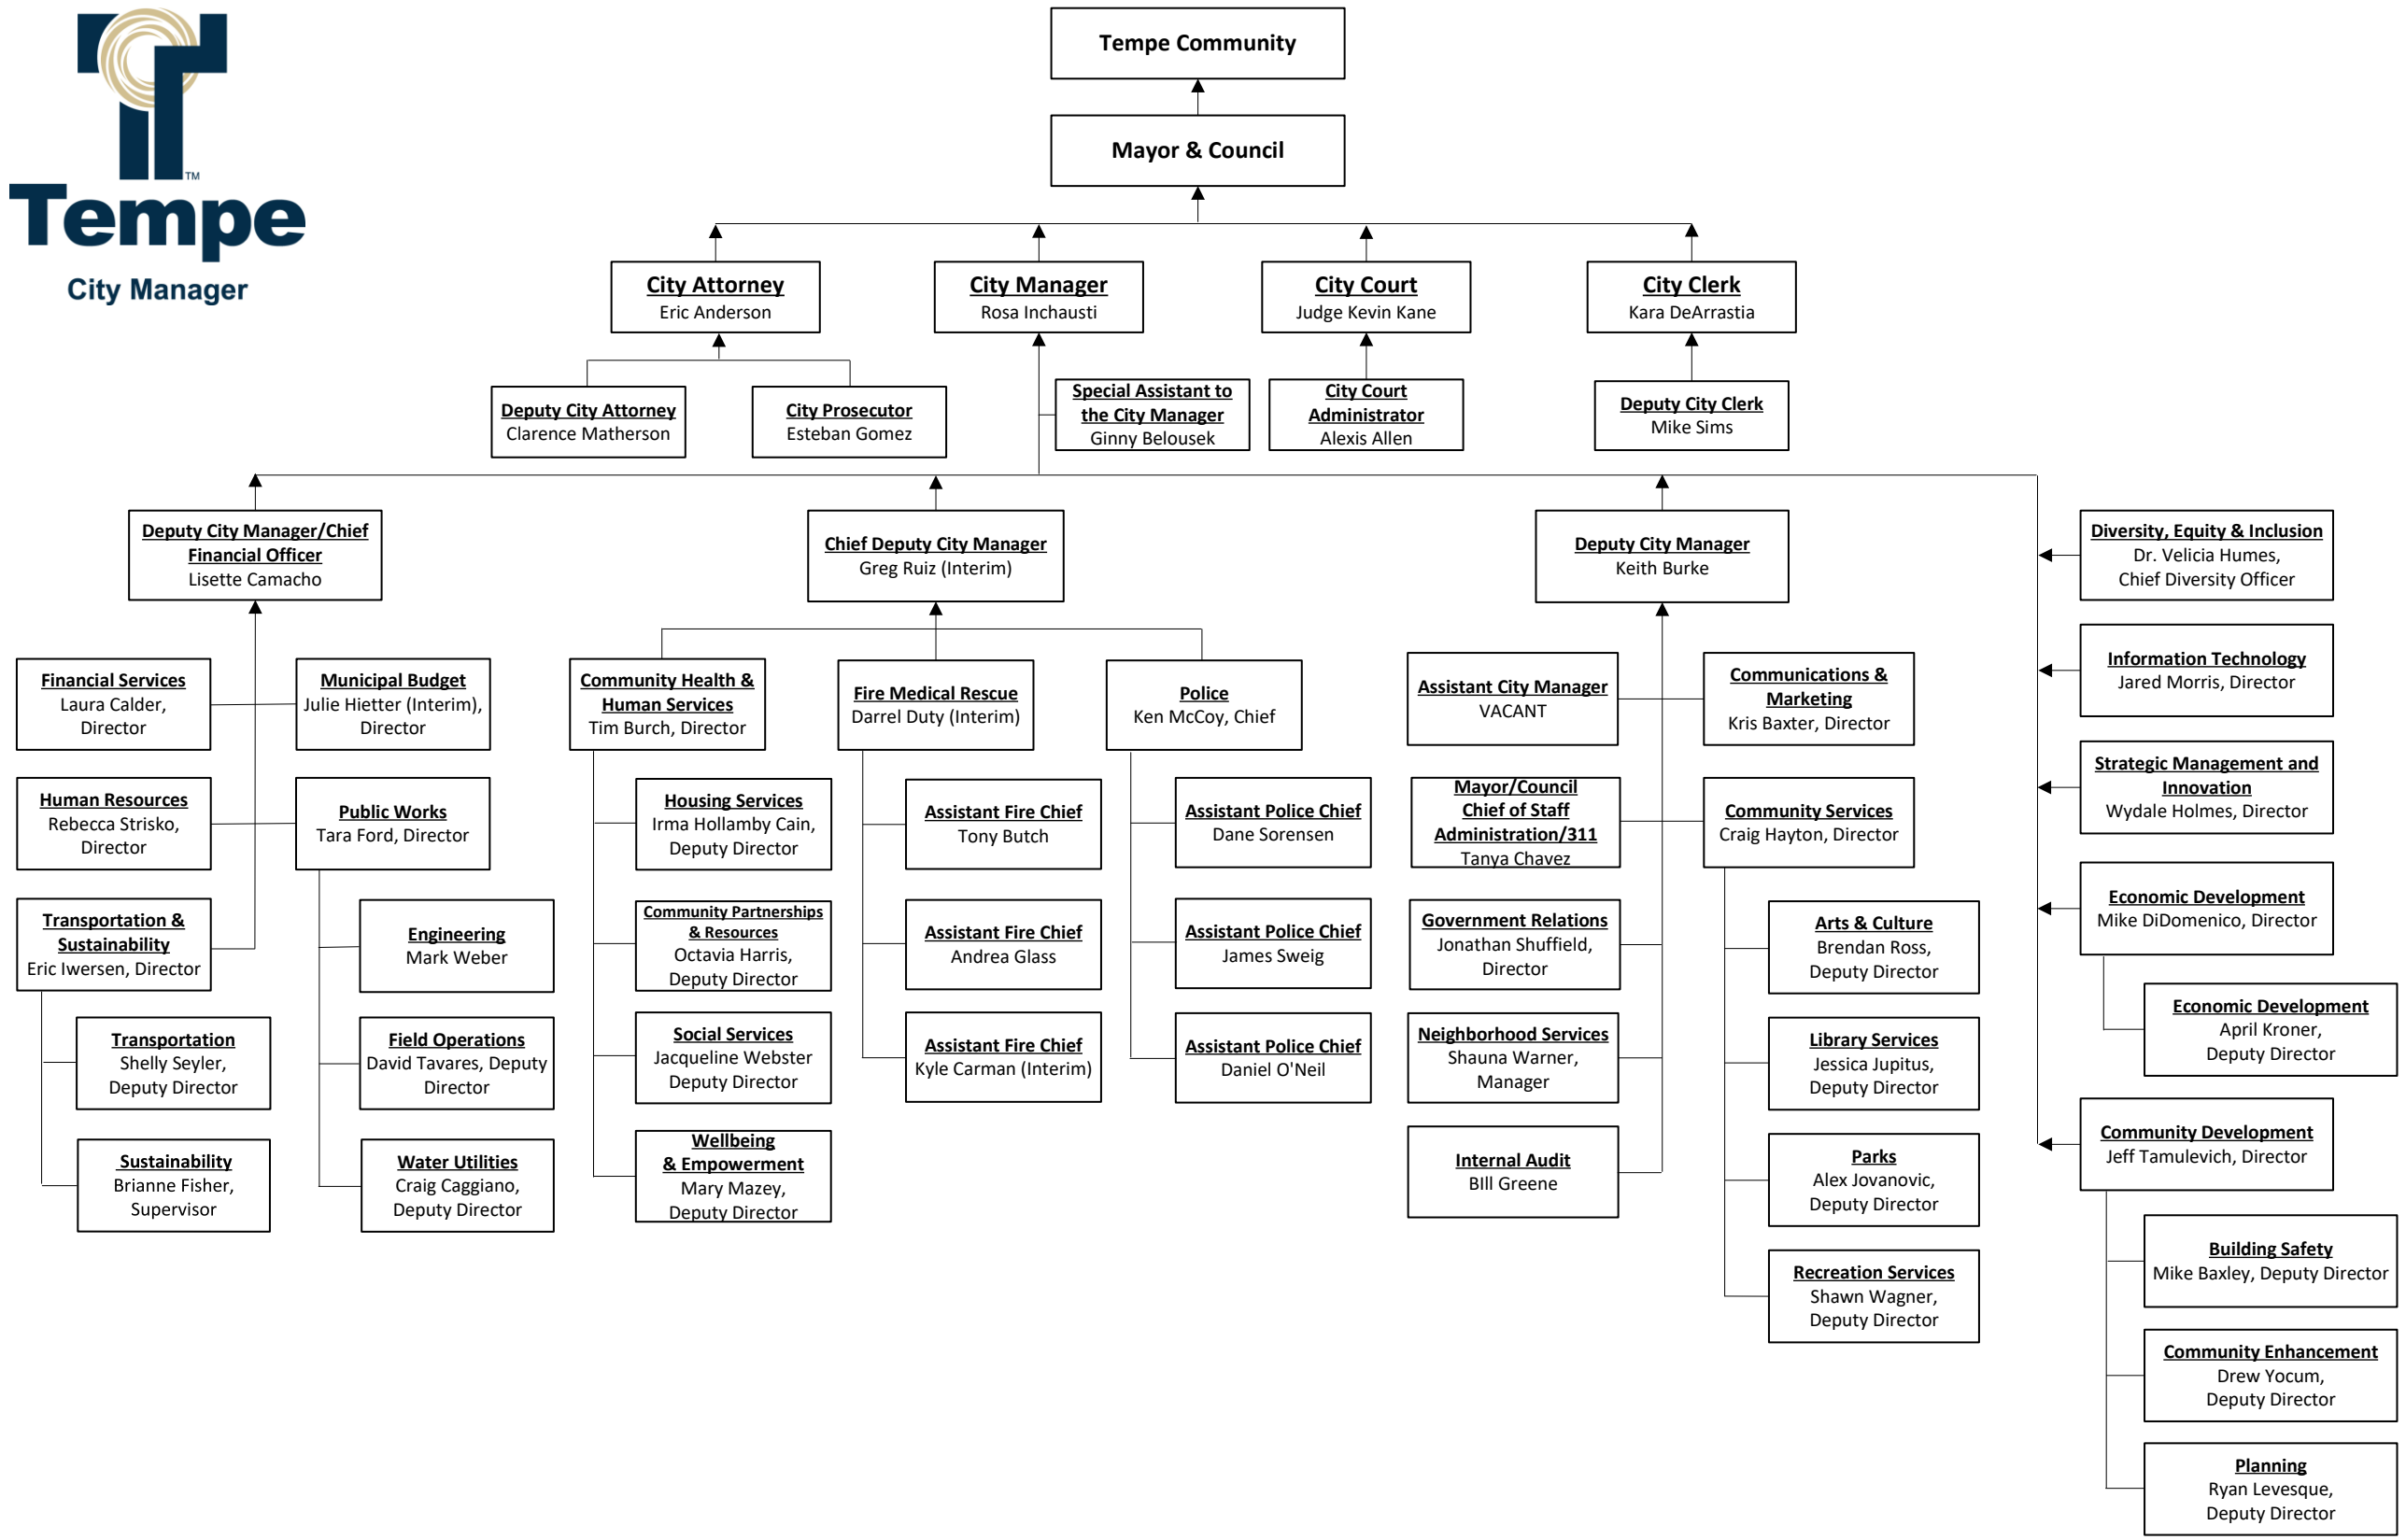 TM
Tempe
City Manager
Tempe Community
Mayor & Council
City Attorney
Eric Anderson
City Manager
Rosa Inchausti
City Court
Judge Kevin Kane
City Clerk
Kara DeArrastia
Deputy City Attorney
Clarence Matherson
City Prosecutor
Esteban Gomez
Special Assistant to
the City Manager
Ginny Belousek
City Court
Administrator
Alexis Allen
Deputy City Clerk
Mike Sims
Deputy City Manager/Chief
Financial Officer
Lisette Camacho
Chief Deputy City Manager
Greg Ruiz (Interim)
Deputy City Manager
Keith Burke
Financial Services
Laura Calder,
Director
Municipal Budget
Julie Hietter (Interim),
Director
Human Resources
Rebecca Strisko,
Director
Public Works
Tara Ford, Director
Transportation &
Sustainability
Eric Iwersen, Director
Engineering
Mark Weber
Transportation
Shelly Seyler,
Deputy Director
Field Operations
David Tavares, Deputy
Director
Sustainability
Brianne Fisher,
Supervisor
Water Utilities
Craig Caggiano,
Deputy Director
Community Health &
Human Services
Tim Burch, Director
Housing Services
Irma Hollamby Cain,
Deputy Director
Community Partnerships
& Resources
Octavia Harris,
Deputy Director
Social Services
Jacqueline Webster
Deputy Director
Wellbeing
& Empowerment
Mary Mazey,
Deputy Director
Fire Medical Rescue
Darrel Duty (Interim)
Assistant Fire Chief
Tony Butch
Assistant Fire Chief
Andrea Glass
Assistant Fire Chief
Kyle Carman (Interim)
Police
Ken McCoy, Chief
Assistant Police Chief
Dane Sorensen
Assistant Police Chief
James Sweig
Assistant Police Chief
Daniel O'Neil
Assistant City Manager
VACANT
Communications &
Marketing
Kris Baxter, Director
Mayor/Council
Chief of Staff
Administration/311
Tanya Chavez
Community Services
Craig Hayton, Director
Government Relations
Jonathan Shuffield,
Director
Neighborhood Services
Shauna Warner,
Manager
Internal Audit
BIll Greene
Arts & Culture
Brendan Ross,
Deputy Director
Library Services
Jessica Jupitus,
Deputy Director
Parks
Alex Jovanovic,
Deputy Director
Recreation Services
Shawn Wagner,
Deputy Director
Diversity, Equity & Inclusion
Dr. Velicia Humes,
Chief Diversity Officer
Information Technology
Jared Morris, Director
Strategic Management and
Innovation
Wydale Holmes, Director
Economic Development
Mike DiDomenico, Director
Economic Development
April Kroner,
Deputy Director
Community Development
Jeff Tamulevich, Director
Building Safety
Mike Baxley, Deputy Director
Community Enhancement
Drew Yocum,
Deputy Director
Planning
Ryan Levesque,
Deputy Director